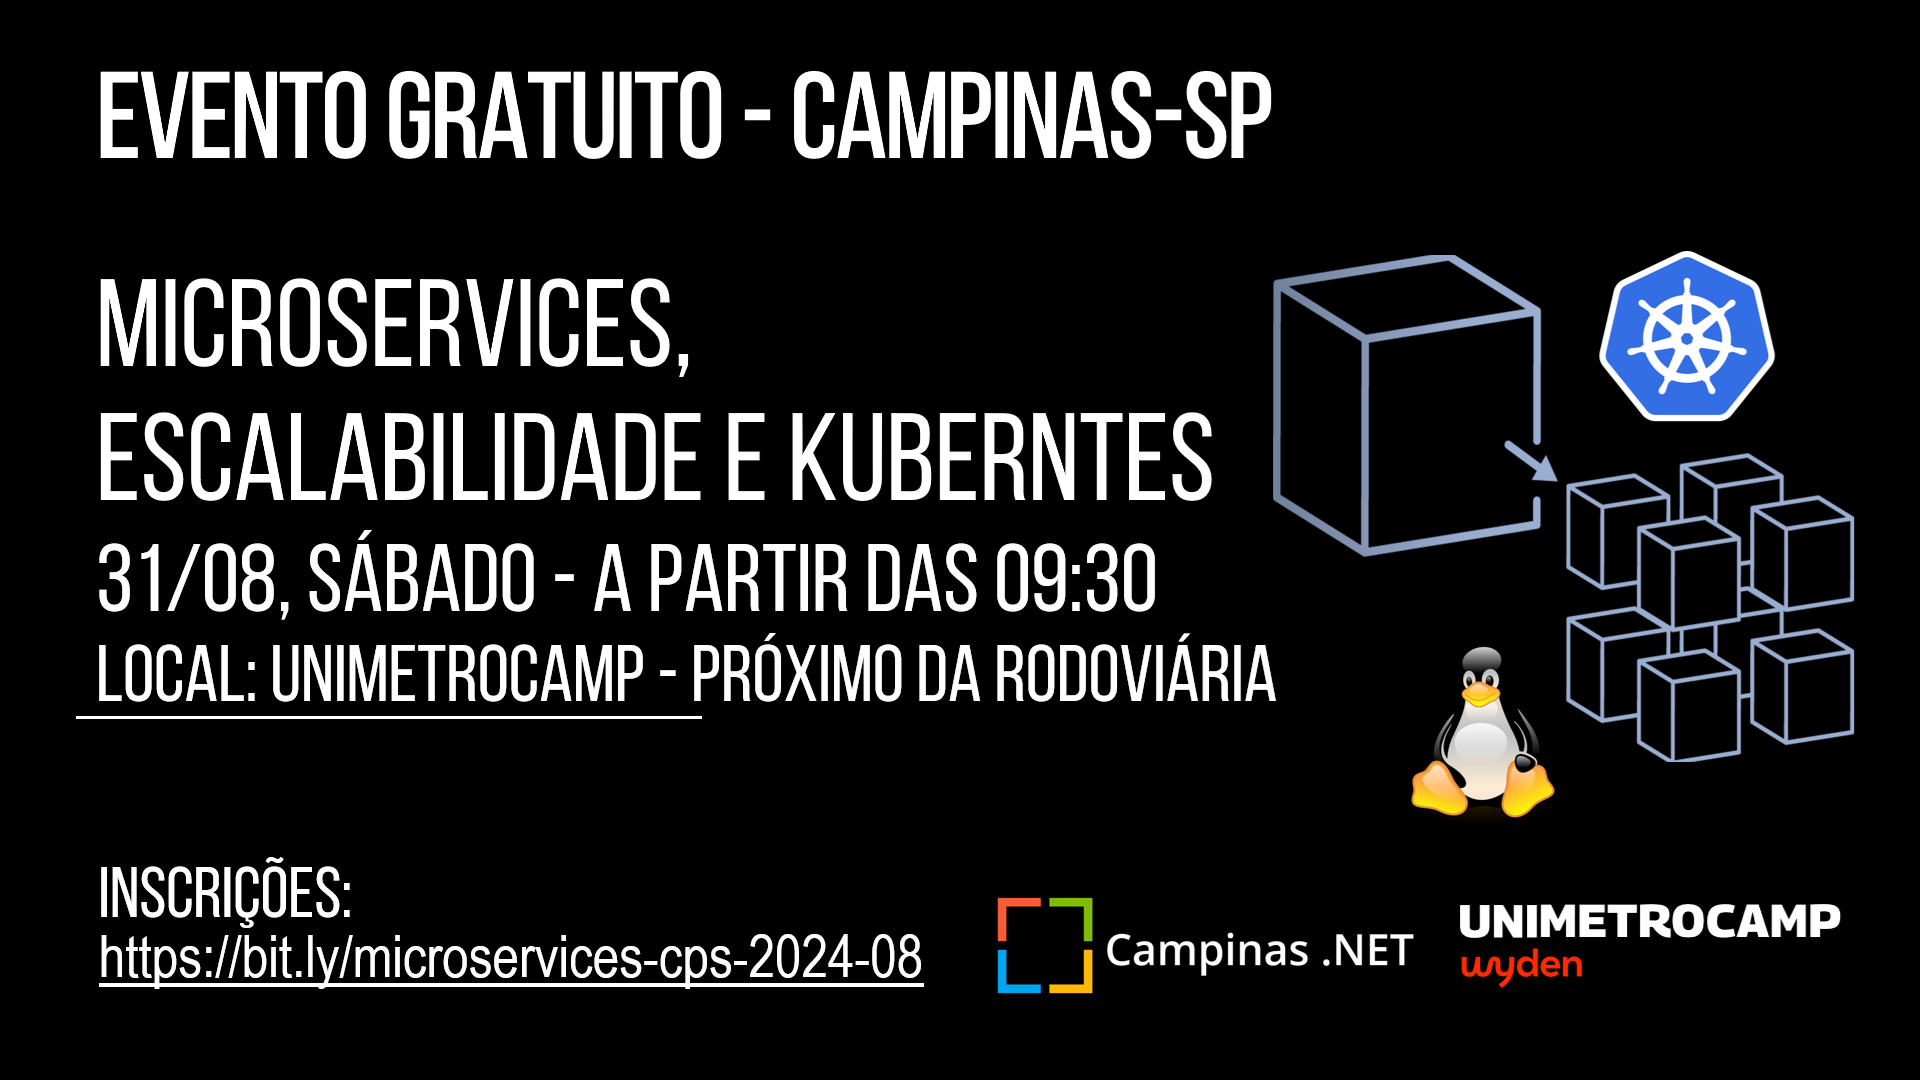 EVENTO GRATUITO - CAMPINAS-SP
MICROSERVICES,
ESCALABILIDADE E KUBERNTES
31/08, SÁBADO - A PARTIR DAS 09:30
LOCAL: UNIMETROCAMP - PRÓXIMO DA RODOVIÁRIA
INSCRIÇÕES:
https://bit.ly/microservices-cps-2024-08
Campinas .NET
UNIMETROCAMP
wyden